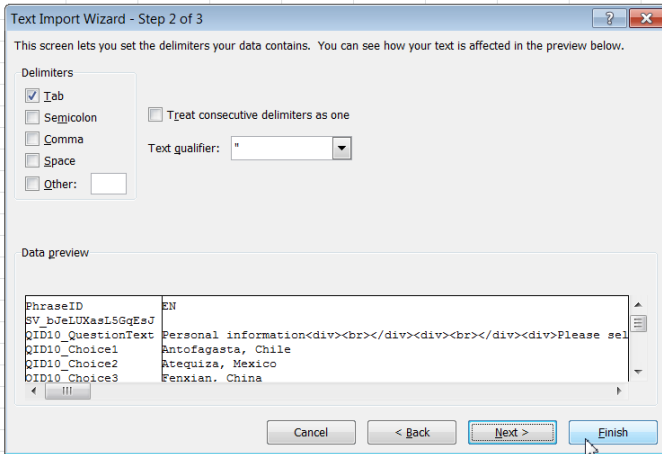 Text Import Wizard - Step 2 of 3
This screen lets you set the delimiters your data contains.  You can see how your text is affected in the preview below.
Delimiters
Tab
Semicolon
Comma
Space
Other:
Treat consecutive delimiters as one
Text qualifier: "
Data preview
PhraseID EN
SV_bJeLUXasL5GqEsJ
QID10_QuestionText Personal information<div><br></div><div><br></div><div>Please sel
QID10_Choice1 Antofagasta, Chile
QID10_Choice2 Atequiza, Mexico
QID10_Choice3 Fenxian, China
Cancel < Back Next > Finish